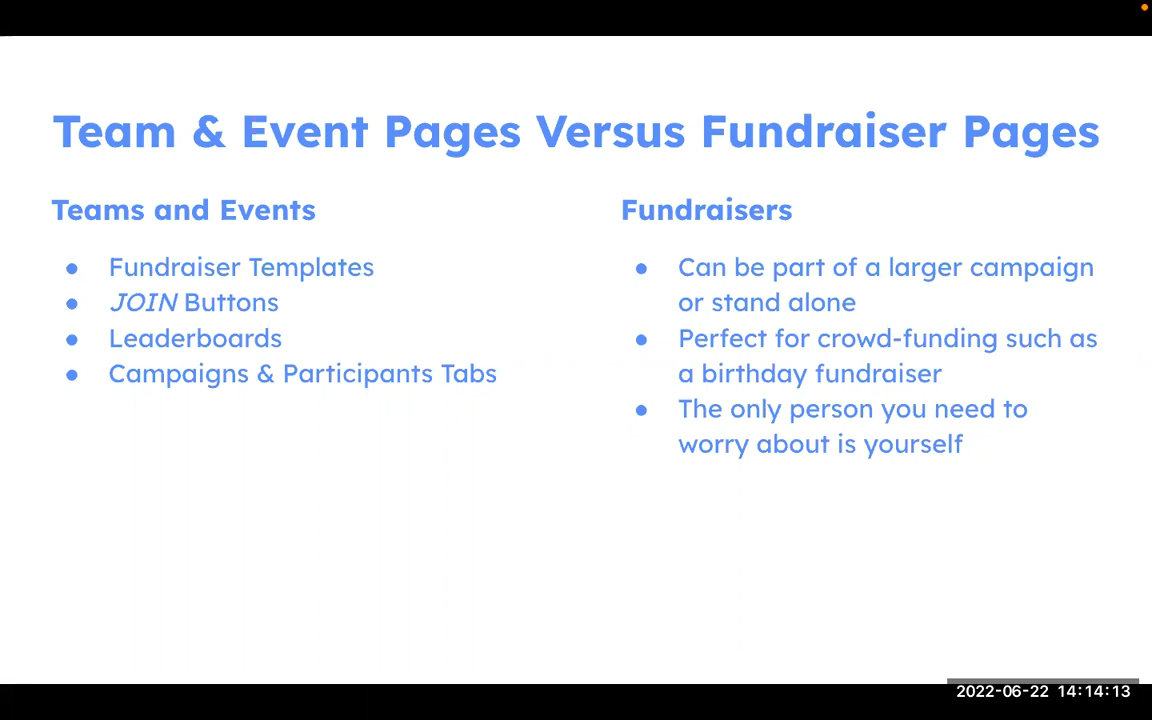 Team & Event Pages Versus Fundraiser Pages
Teams and Events
● Fundraiser Templates
● JOIN Buttons
● Leaderboards
● Campaigns & Participants Tabs
Fundraisers
● Can be part of a larger campaign
or stand alone
● Perfect for crowd-funding such as
a birthday fundraiser
● The only person you need to
worry about is yourself
2022-06-22 14:14:13